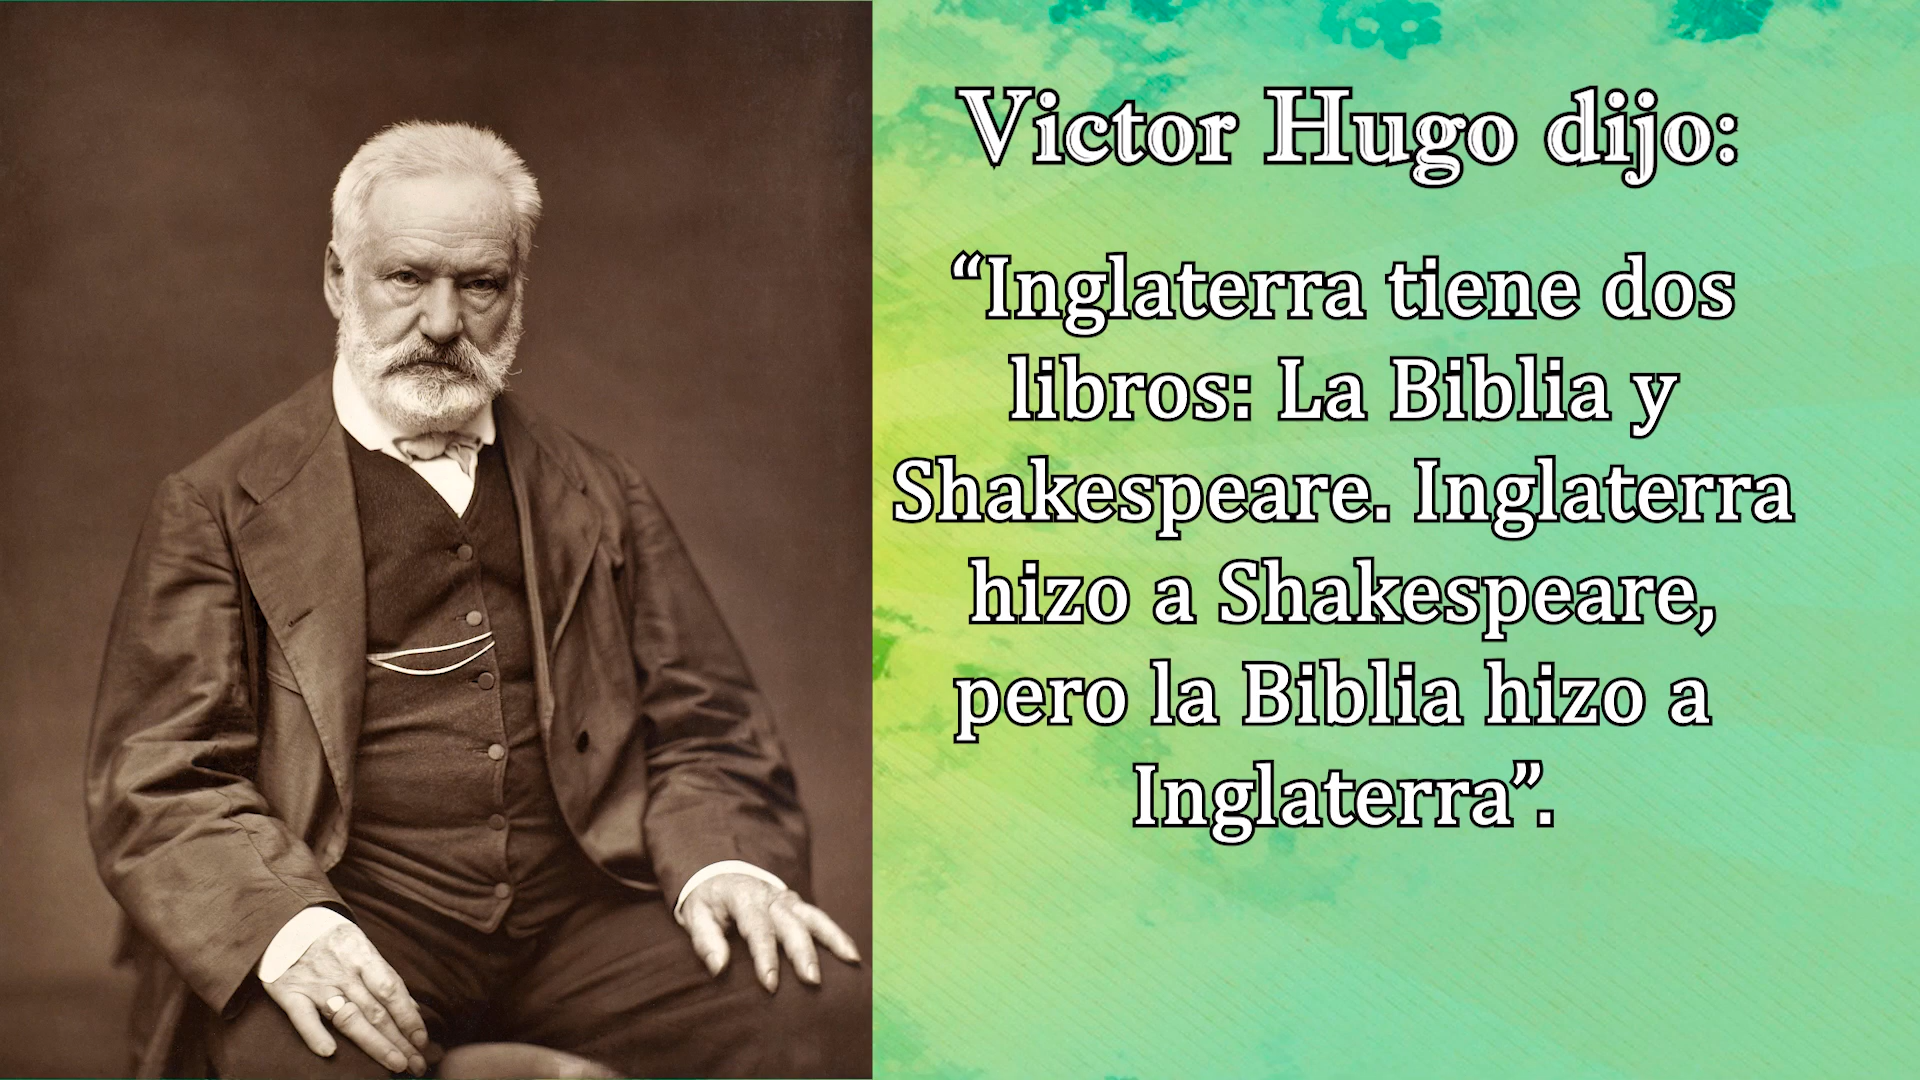 Victor Hugo dijo:
“Inglaterra tiene dos
libros: La Biblia y
Shakespeare. Inglaterra
hizo a Shakespeare,
pero la Biblia hizo a
Inglaterra”.